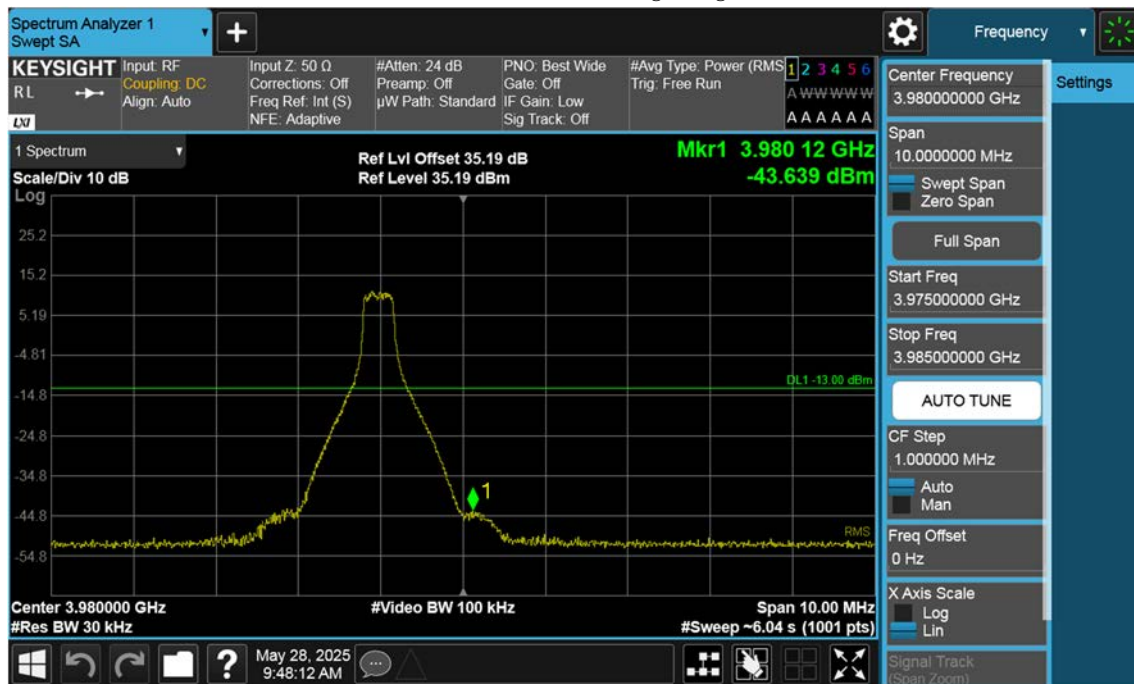 Spectrum Analyzer 1
Swept SA
+
Frequency
KEYSIGHT
RL
LXI
Input: RF
Coupling: DC
Align: Auto
Input Z: 50 Ω
Corrections: Off
Freq Ref: Int (S)
NFE: Adaptive
#Atten: 24 dB
Preamp: Off
µW Path: Standard
PNO: Best Wide
Gate: Off
IF Gain: Low
Sig Track: Off
#Avg Type: Power (RMS
Trig: Free Run
1 2 3 4 5 6
A W W W W W
A A A A A A
1 Spectrum
Scale/Div 10 dB
Log
Ref Lvl Offset 35.19 dB
Ref Level 35.19 dBm
Mkr1 3.980 12 GHz
-43.639 dBm
25.2
15.2
5.19
-4.81
-14.8
-24.8
-34.8
-44.8
-54.8
DL1 -13.00 dBm
1
RMS
Center 3.980000 GHz
#Res BW 30 kHz
#Video BW 100 kHz
Span 10.00 MHz
#Sweep ~6.04 s (1001 pts)
Center Frequency
3.980000000 GHz
Settings
Span
10.0000000 MHz
Swept Span
Zero Span
Full Span
Start Freq
3.975000000 GHz
Stop Freq
3.985000000 GHz
AUTO TUNE
CF Step
1.000000 MHz
Auto
Man
Freq Offset
0 Hz
X Axis Scale
Log
Lin
Signal Track
(Span Zoom)
?
May 28, 2025
9:48:12 AM